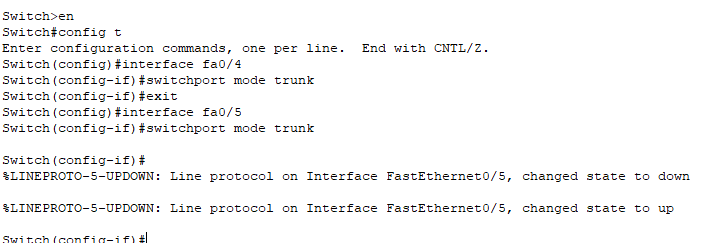 Switch>en
Switch#config t
Enter configuration commands, one per line.  End with CNTL/Z.
Switch(config)#interface fa0/4
Switch(config-if)#switchport mode trunk
Switch(config-if)#exit
Switch(config)#interface fa0/5
Switch(config-if)#switchport mode trunk
Switch(config-if)#
%LINEPROTO-5-UPDOWN: Line protocol on Interface FastEthernet0/5, changed state to down
%LINEPROTO-5-UPDOWN: Line protocol on Interface FastEthernet0/5, changed state to up
Switch(config-if)#